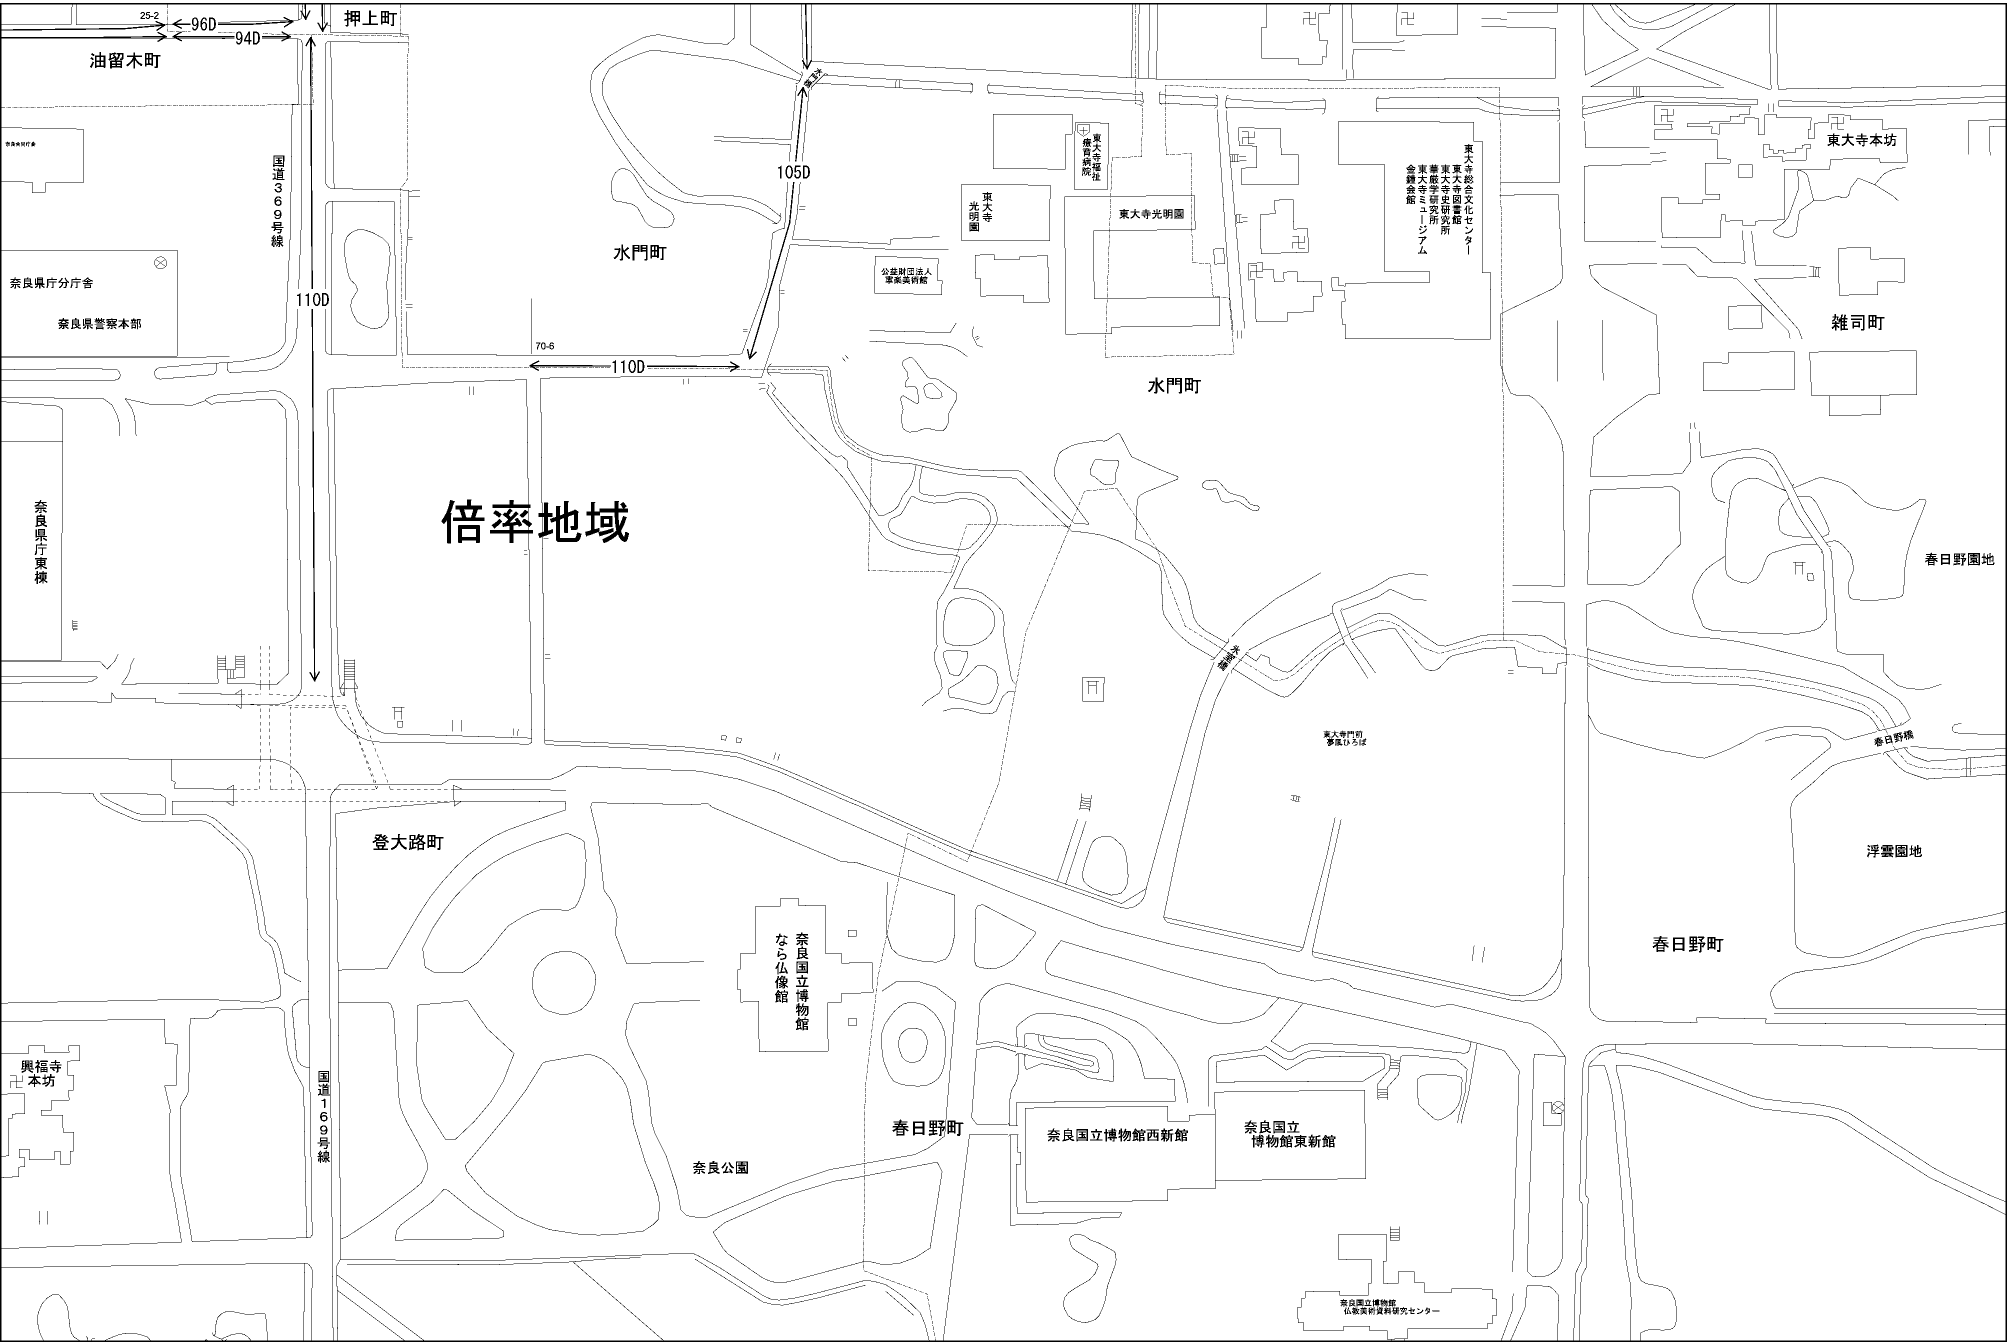 25-2
96D
94D
押上町
油留木町
国道369号線
110D
奈良県庁分庁舎
奈良県警察本部
奈良県庁東棟
水門町
105D
70-6
110D
倍率地域
東大寺福祉
療育病院
東大寺
光明園
東大寺光明園
公益財団法人
寧楽美術館
東大寺総合文化センター
東大寺図書館
東大寺史研究所
華厳学研究所
東大寺ミュージアム
金鐘会館
東大寺本坊
雑司町
水門町
春日野園地
氷室橋
東大寺門前
夢風ひろば
春日野橋
浮雲園地
春日野町
登大路町
奈良国立博物館
なら仏像館
興福寺
本坊
国道169号線
奈良公園
春日野町
奈良国立博物館西新館
奈良国立
博物館東新館
奈良国立博物館
仏教美術資料研究センター